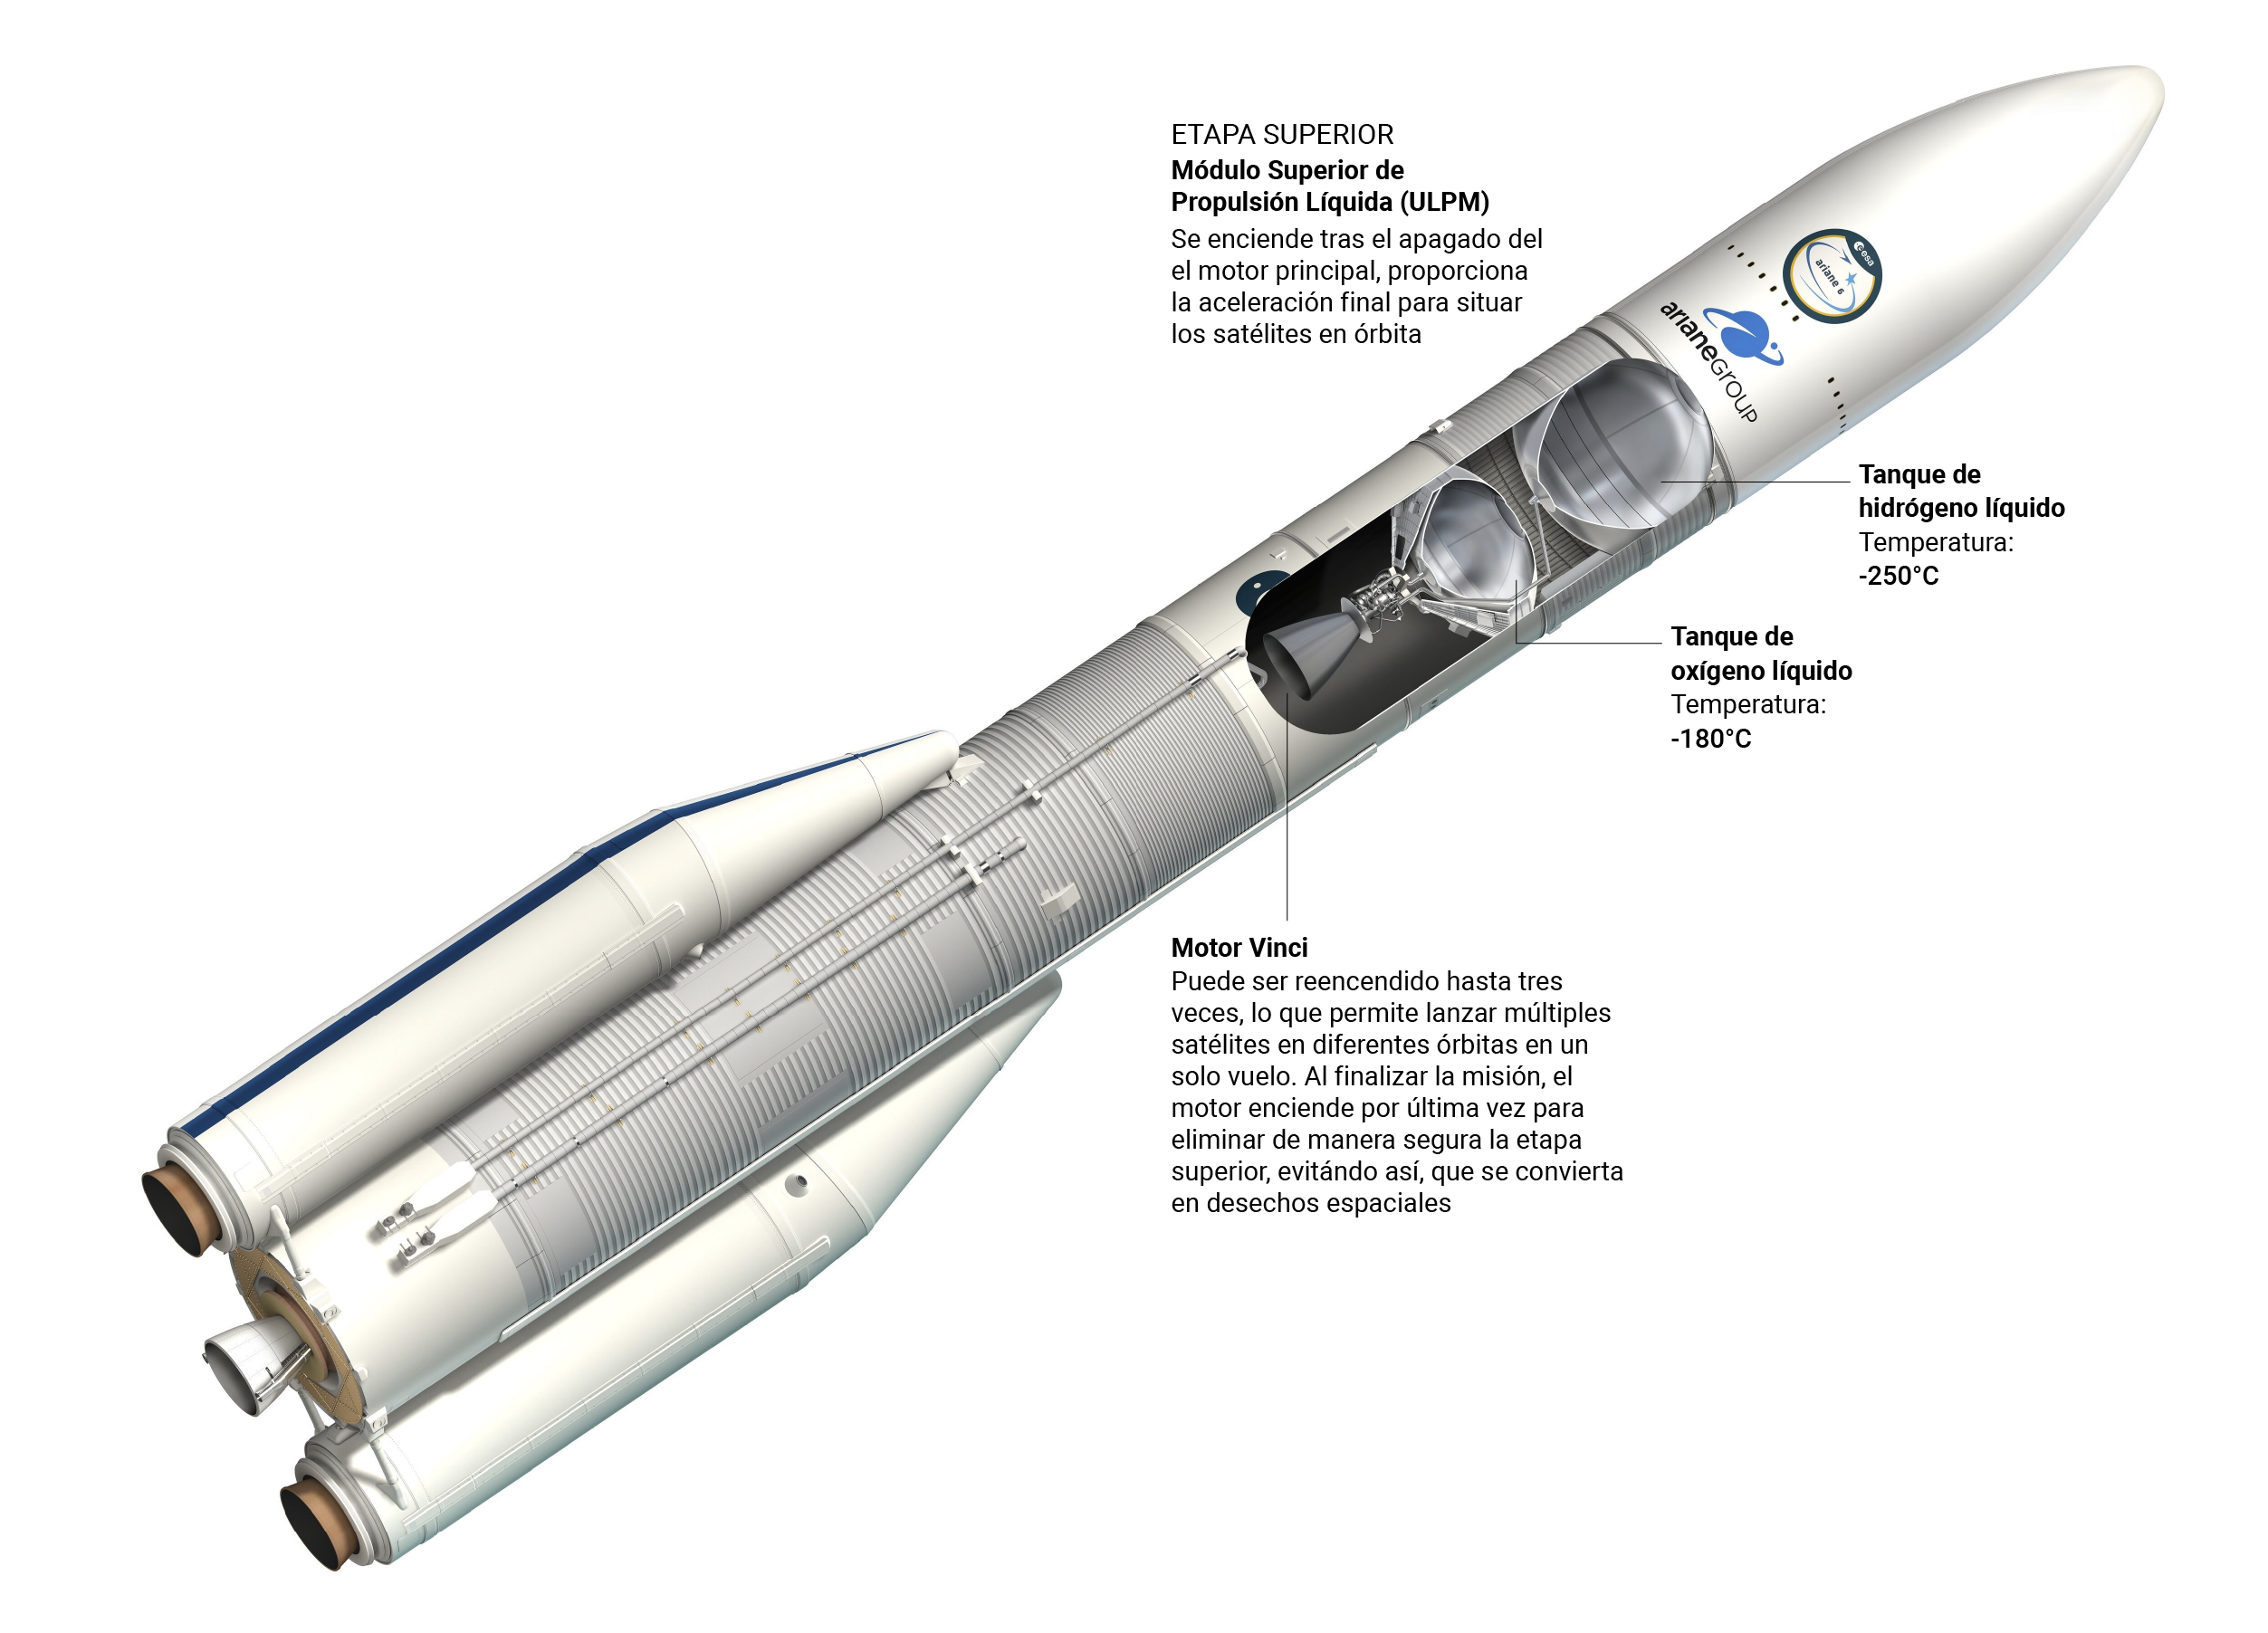 ETAPA SUPERIOR
Módulo Superior de
Propulsión Líquida (ULPM)
Se enciende tras el apagado del
el motor principal, proporciona
la aceleración final para situar
los satélites en órbita
esa
ariane 6
arianeGROUP
Tanque de
hidrógeno líquido
Temperatura:
-250°C
Tanque de
oxígeno líquido
Temperatura:
-180°C
Motor Vinci
Puede ser reencendido hasta tres
veces, lo que permite lanzar múltiples
satélites en diferentes órbitas en un
solo vuelo. Al finalizar la misión, el
motor enciende por última vez para
eliminar de manera segura la etapa
superior, evitándo así, que se convierta
en desechos espaciales